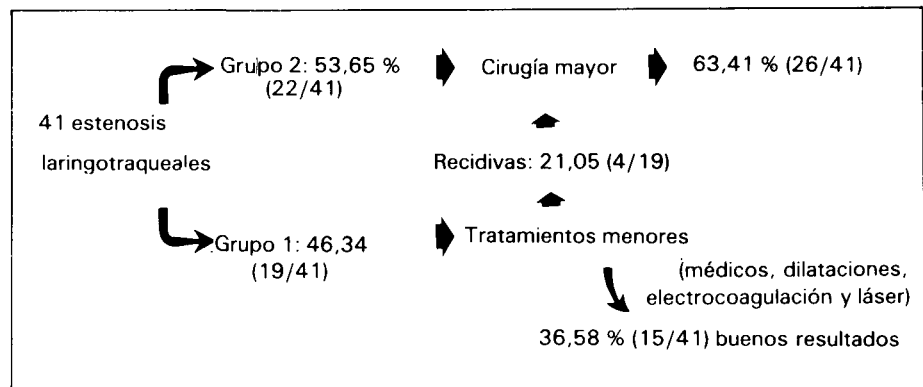 Grupo 2: 53,65 %
(22/41)
Cirugía mayor
63,41 % (26/41)
41 estenosis
laringotraqueales
Recidivas: 21,05 (4/19)
Grupo 1: 46,34
(19/41)
Tratamientos menores
(médicos, dilataciones,
electrocoagulación y láser)
36,58 % (15/41) buenos resultados